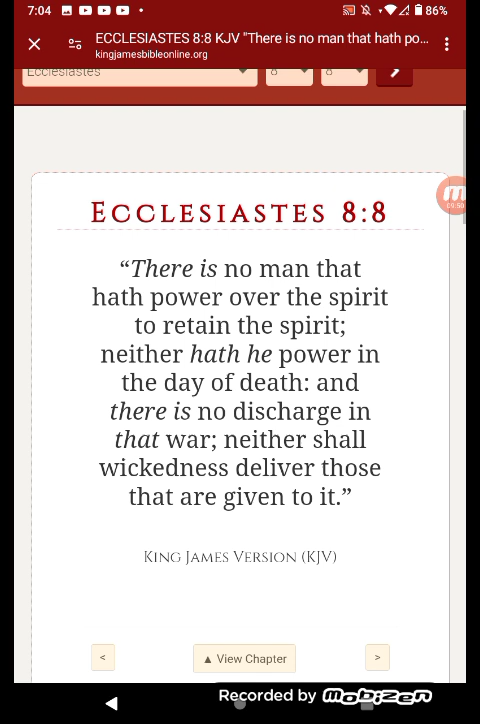 7:04
86%
ECCLESIASTES 8:8 KJV "There is no man that hath po...
kingjamesbibleonline.org
Ecclesiastes 8 8
09:50
ECCLESIASTES 8:8
“There is no man that
hath power over the spirit
to retain the spirit;
neither hath he power in
the day of death: and
there is no discharge in
that war; neither shall
wickedness deliver those
that are given to it.”
KING JAMES VERSION (KJV)
< ▲ View Chapter >
Recorded by mobizen